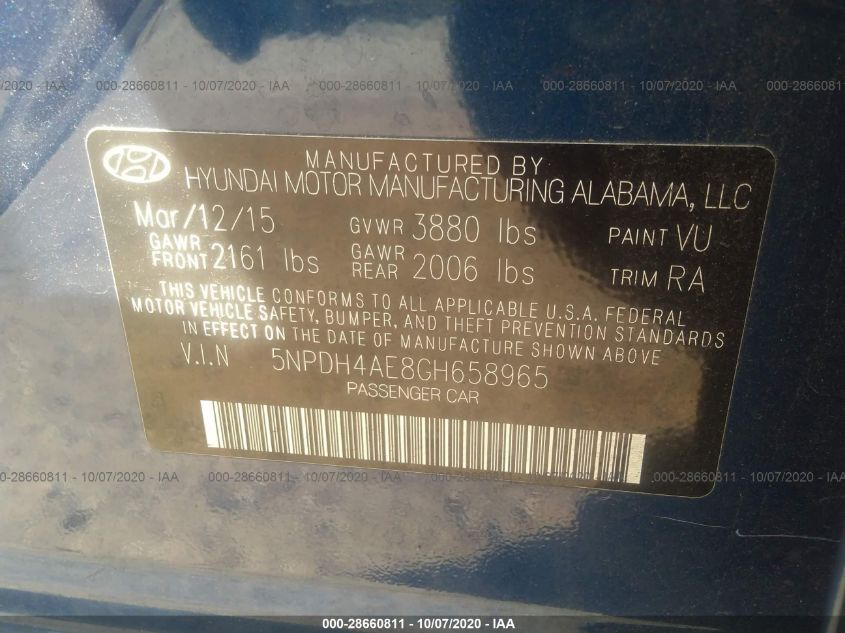 000-28660811 - 10/07/2020 - IAA 000-28660811 - 10/07/2020 - IAA 000-28660811 - 10/07/2020 - IAA
MANUFACTURED BY
HYUNDAI MOTOR MANUFACTURING ALABAMA, LLC
Mar/12/15 GVWR 3880 lbs PAINT VU
GAWR FRONT 2161 lbs GAWR REAR 2006 lbs TRIM RA
THIS VEHICLE CONFORMS TO ALL APPLICABLE U.S.A. FEDERAL
MOTOR VEHICLE SAFETY, BUMPER, AND THEFT PREVENTION STANDARDS
IN EFFECT ON THE DATE OF MANUFACTURE SHOWN ABOVE
V.I.N 5NPDH4AE8GH658965
PASSENGER CAR
28660811 - 10/07/2020 - IAA 000-28660811 - 10/07/2020 - IAA 000-28660811 - 10/07/2020 - IAA
000-28660811 - 10/07/2020 - IAA